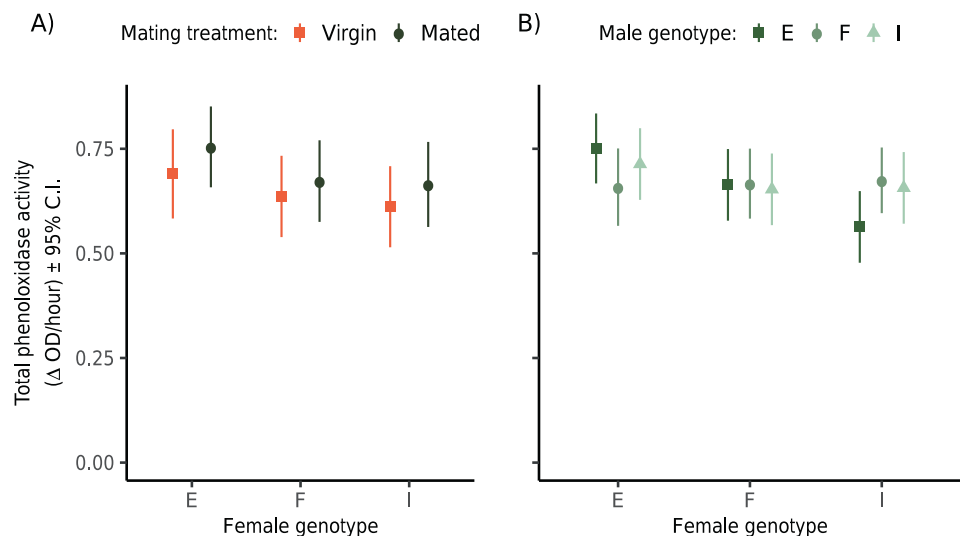 A)
Mating treatment: Virgin Mated
B)
Male genotype: E F I
Total phenoloxidase activity
(Δ OD/hour) ± 95% C.I.
0.75
0.50
0.25
0.00
E F I
Female genotype
E F I
Female genotype